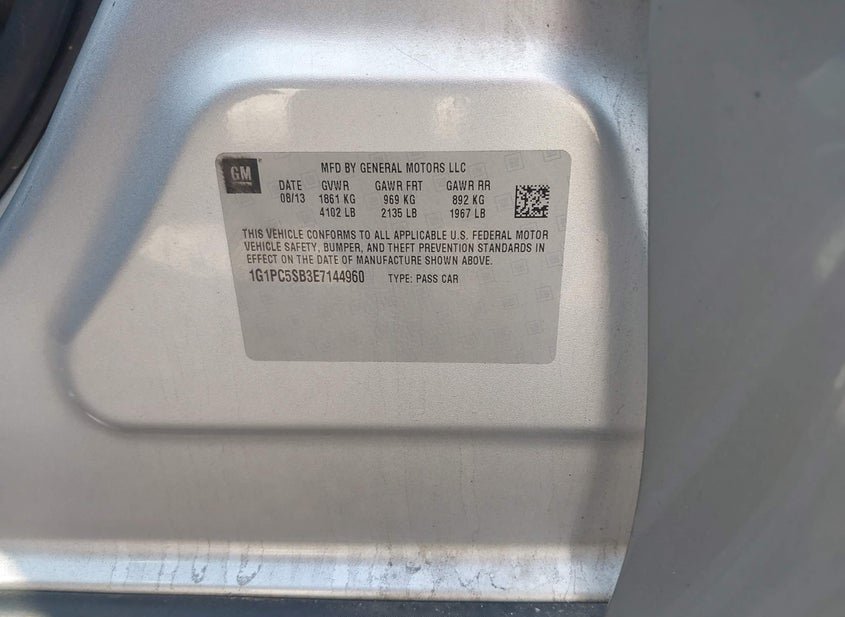 GM
MFD BY GENERAL MOTORS LLC
DATE GVWR GAWR FRT GAWR RR
08/13 1861 KG 969 KG 892 KG
4102 LB 2135 LB 1967 LB
THIS VEHICLE CONFORMS TO ALL APPLICABLE U.S. FEDERAL MOTOR
VEHICLE SAFETY, BUMPER, AND THEFT PREVENTION STANDARDS IN
EFFECT ON THE DATE OF MANUFACTURE SHOWN ABOVE.
1G1PC5SB3E7144960 TYPE: PASS CAR